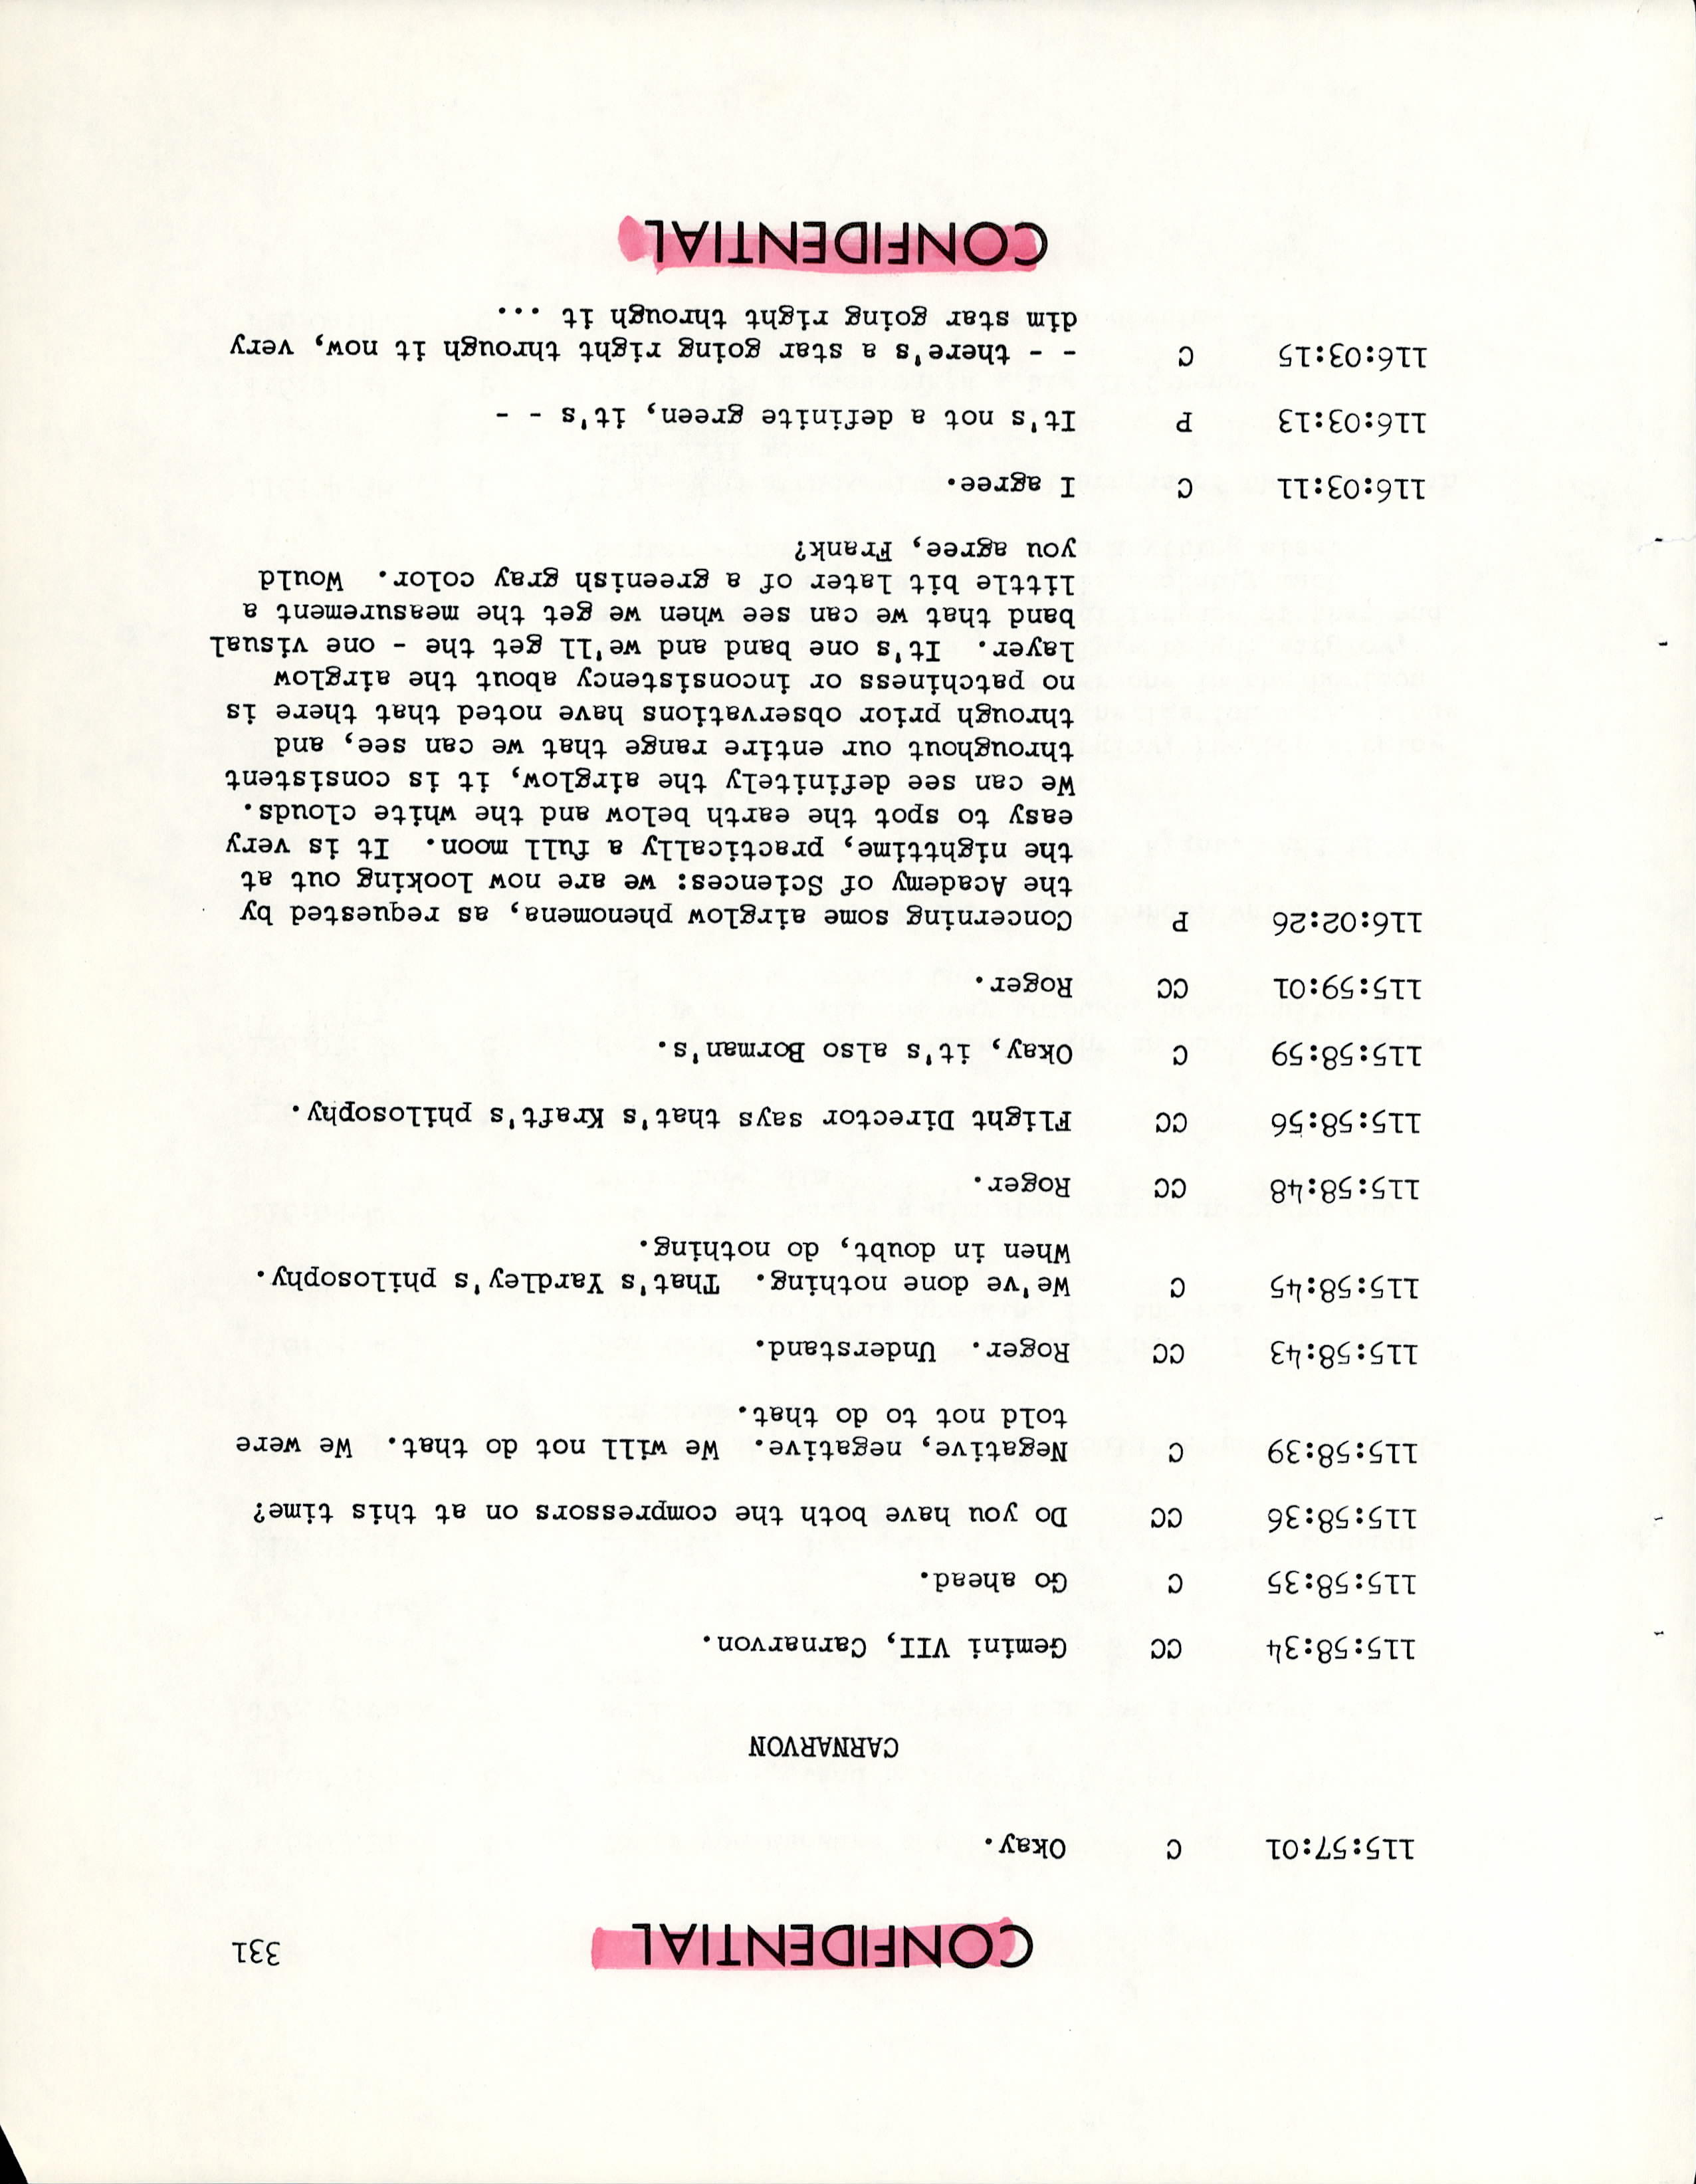 CONFIDENTIAL 331
115:57:01 C Okay.
CARNARVON
115:58:34 CC Gemini VII, Carnarvon.
115:58:35 C Go ahead.
115:58:36 CC Do you have both the compressors on at this time?
115:58:39 C Negative, negative. We will not do that. We were
told not to do that.
115:58:43 CC Roger. Understand.
115:58:45 C We've done nothing. That's Yardley's philosophy.
When in doubt, do nothing.
115:58:48 CC Roger.
115:58:56 CC Flight Director says that's Kraft's philosophy.
115:58:59 C Okay, it's also Borman's.
115:59:01 CC Roger.
116:02:26 P Concerning some airglow phenomena, as requested by
the Academy of Sciences: we are now looking out at
the nighttime, practically a full moon. It is very
easy to spot the earth below and the white clouds.
We can see definitely the airglow, it is consistent
throughout our entire range that we can see, and
through prior observations have noted that there is
no patchiness or inconsistency about the airglow
layer. It's one band and we'll get the - one visual
band that we can see when we get the measurement a
little bit later of a greenish gray color. Would
you agree, Frank?
116:03:11 C I agree.
116:03:13 P It's not a definite green, it's - -
116:03:15 C - - there's a star going right through it now, very
dim star going right through it ...
CONFIDENTIAL